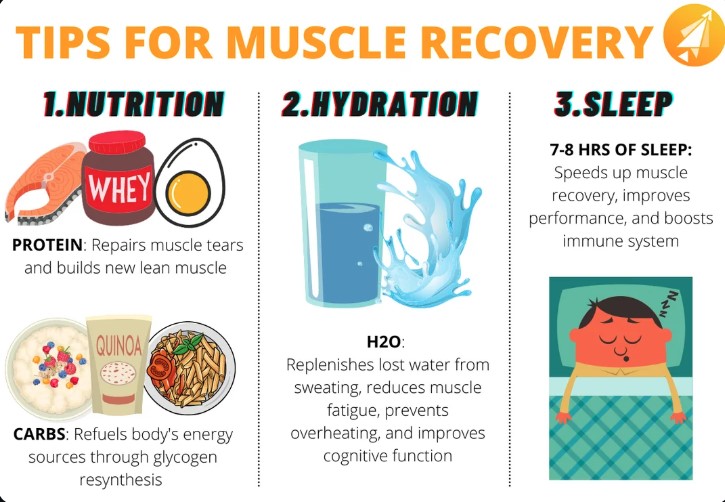 TIPS FOR MUSCLE RECOVERY
1.NUTRITION
WHEY
PROTEIN: Repairs muscle tears
and builds new lean muscle
QUINOA
CARBS: Refuels body's energy
sources through glycogen
resynthesis
2.HYDRATION
H2O:
Replenishes lost water from
sweating, reduces muscle
fatigue, prevents
overheating, and improves
cognitive function
3.SLEEP
7-8 HRS OF SLEEP:
Speeds up muscle
recovery, improves
performance, and boosts
immune system
zzz